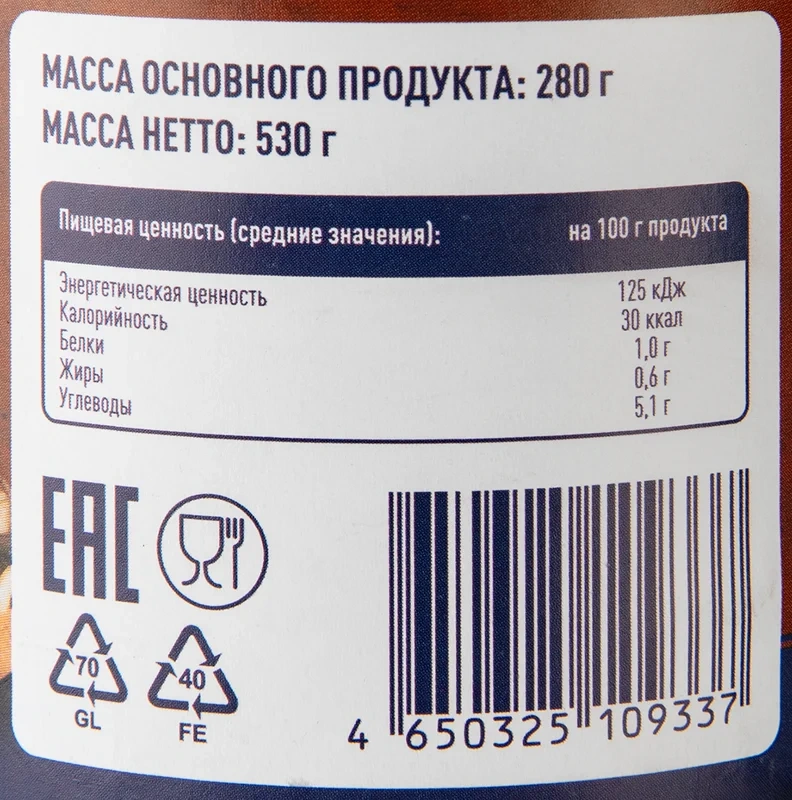 МАССА ОСНОВНОГО ПРОДУКТА: 280 г
МАССА НЕТТО: 530 г
Пищевая ценность (средние значения): на 100 г продукта
Энергетическая ценность 125 кДж
Калорийность 30 ккал
Белки 1,0 г
Жиры 0,6 г
Углеводы 5,1 г
ЕАС
70
GL
40
FE
4 650325 109337